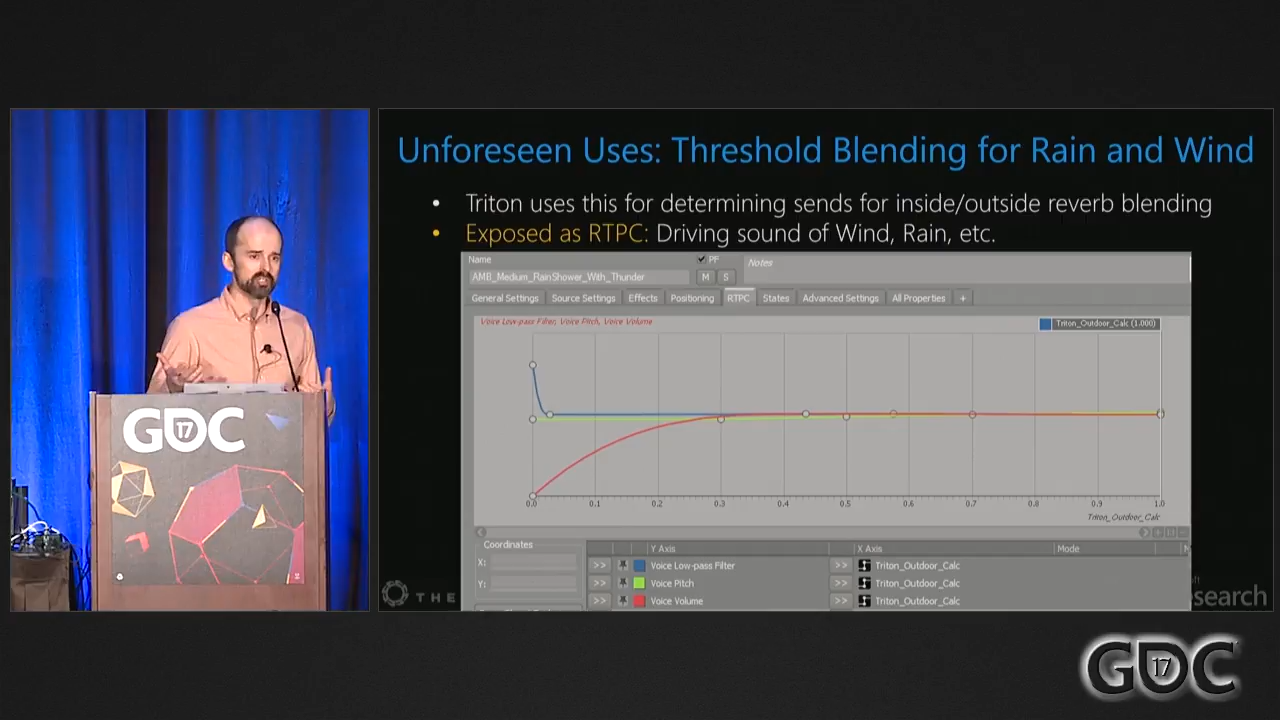 Unforeseen Uses: Threshold Blending for Rain and Wind
• Triton uses this for determining sends for inside/outside reverb blending
• Exposed as RTPC: Driving sound of Wind, Rain, etc.
Name
PF
Notes
AMB_Medium_RainShower_With_Thunder
M S
General Settings Source Settings Effects Positioning RTPC States Advanced Settings All Properties +
Voice Low-pass Filter, Voice Pitch, Voice Volume
Triton_Outdoor_Calc (1.000)
0.0 0.1 0.2 0.3 0.4 0.5 0.6 0.7 0.8 0.9 1.0
Triton_Outdoor_Calc
Coordinates
X:
Y:
Y Axis X Axis Mode
>> Voice Low-pass Filter >> Triton_Outdoor_Calc
>> Voice Pitch >> Triton_Outdoor_Calc
>> Voice Volume >> Triton_Outdoor_Calc
THE
search
GDC 17
GDC 17